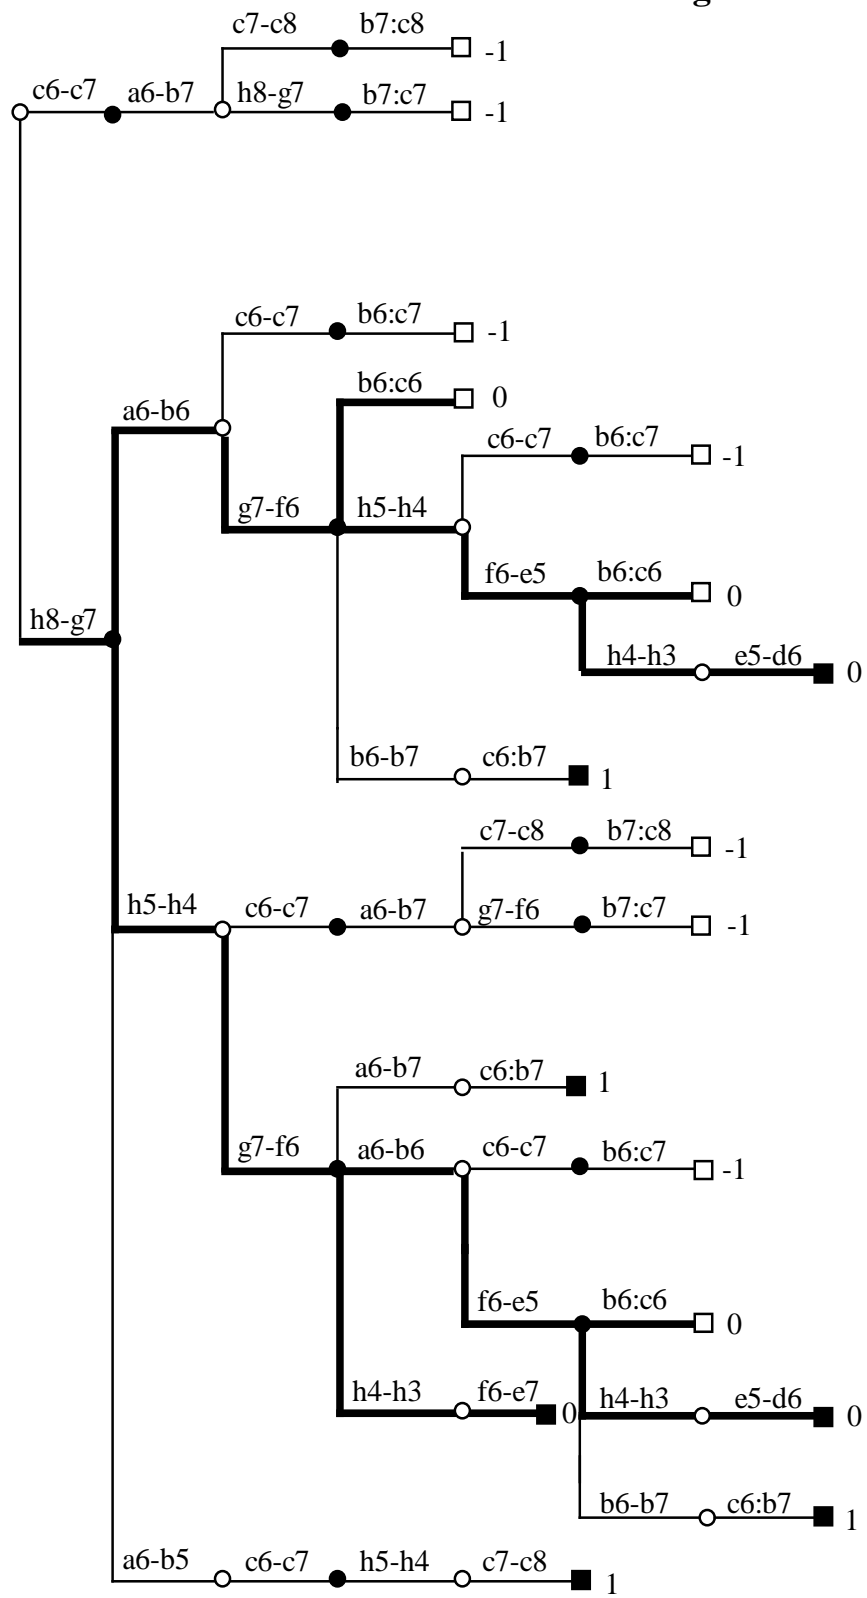 g
c7-c8 b7:c8
-1
c6-c7 a6-b7 h8-g7 b7:c7
-1
c6-c7 b6:c7
-1
b6:c6
0
a6-b6
c6-c7 b6:c7
-1
g7-f6 h5-h4
f6-e5 b6:c6
0
h8-g7
h4-h3 e5-d6
0
b6-b7 c6:b7
1
c7-c8 b7:c8
-1
h5-h4 c6-c7 a6-b7 g7-f6 b7:c7
-1
a6-b7 c6:b7
1
g7-f6 a6-b6 c6-c7 b6:c7
-1
f6-e5 b6:c6
0
h4-h3 f6-e7 0 h4-h3 e5-d6
0
b6-b7 c6:b7
1
a6-b5 c6-c7 h5-h4 c7-c8
1